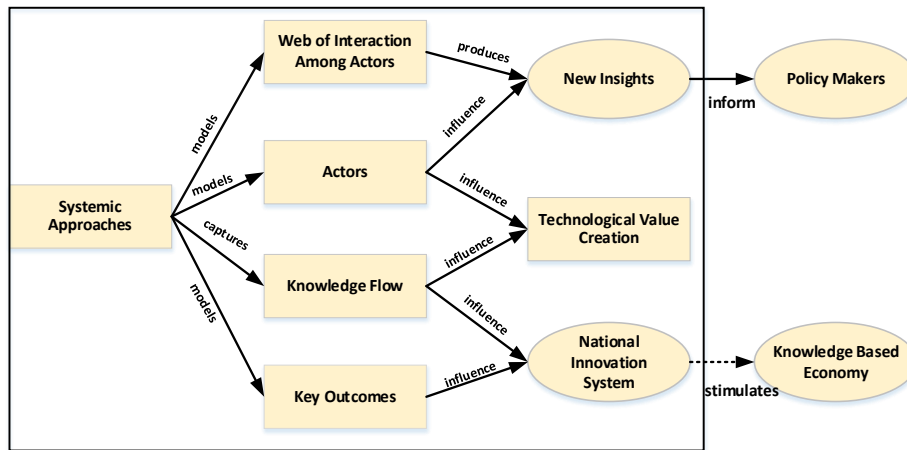 Web of Interaction
Among Actors
produces
New Insights
inform
Policy Makers
models
influence
models
Actors
influence
Systemic
Approaches
Technological Value
Creation
captures
influence
Knowledge Flow
models
influence
National
Innovation
System
stimulates
Knowledge Based
Economy
Key Outcomes
influence